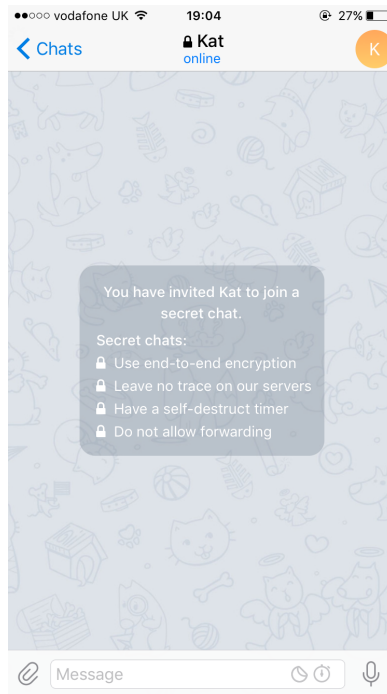 vodafone UK 19:04 27%
Chats Kat K
online
You have invited Kat to join a
secret chat.
Secret chats:
Use end-to-end encryption
Leave no trace on our servers
Have a self-destruct timer
Do not allow forwarding
Message